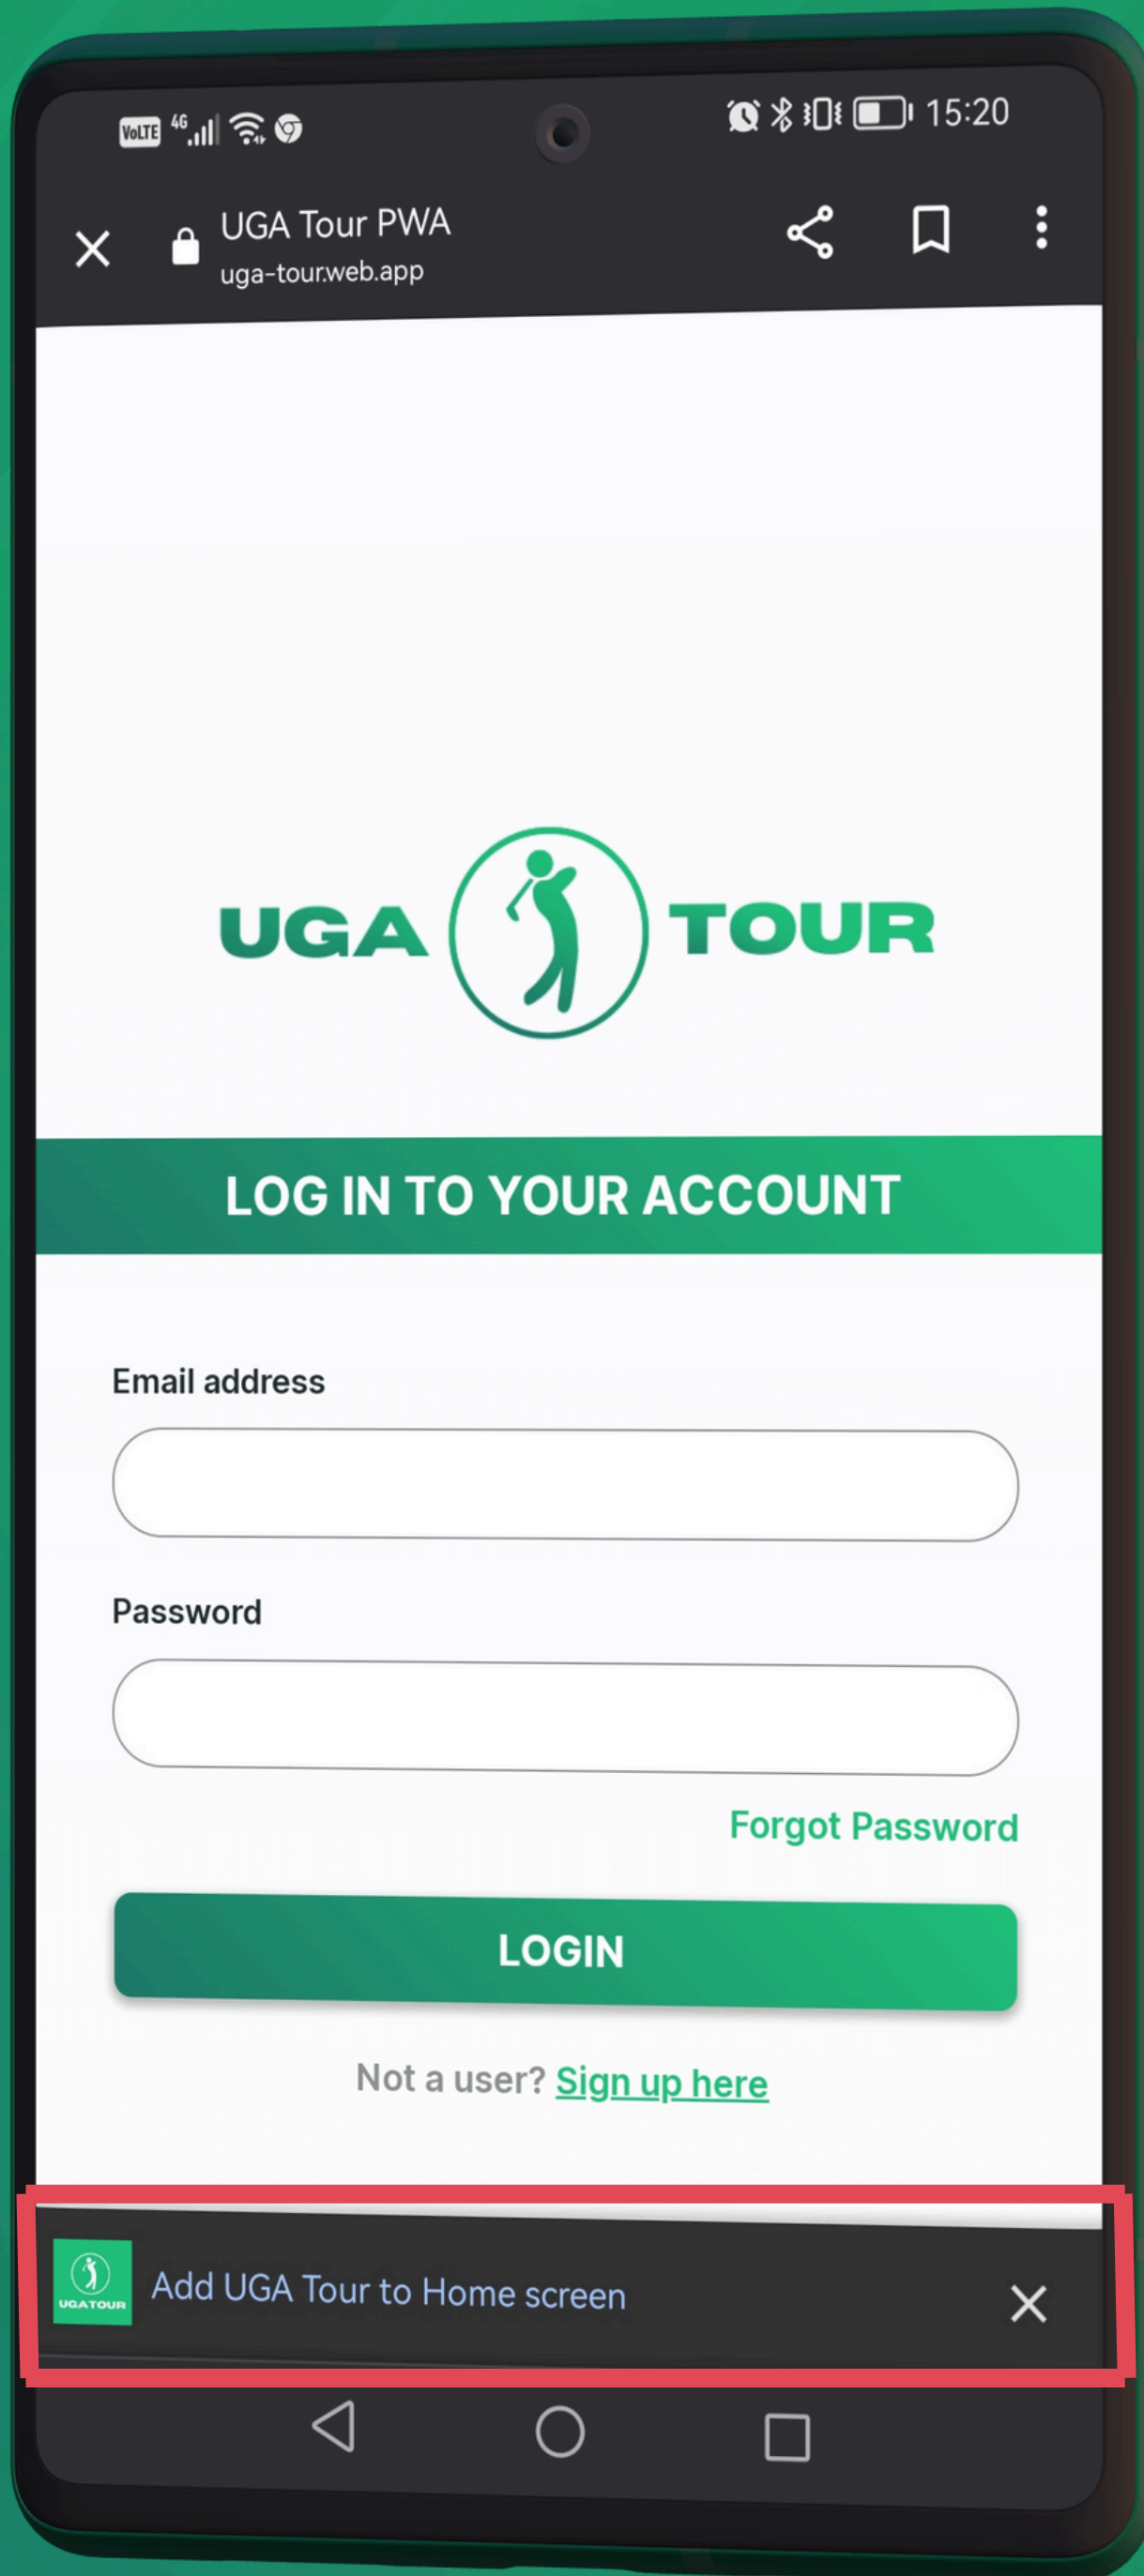 VoLTE 4G 15:20
UGA Tour PWA
uga-tour.web.app
UGA TOUR
LOG IN TO YOUR ACCOUNT
Email address
Password
Forgot Password
LOGIN
Not a user? Sign up here
Add UGA Tour to Home screen
UGATOUR